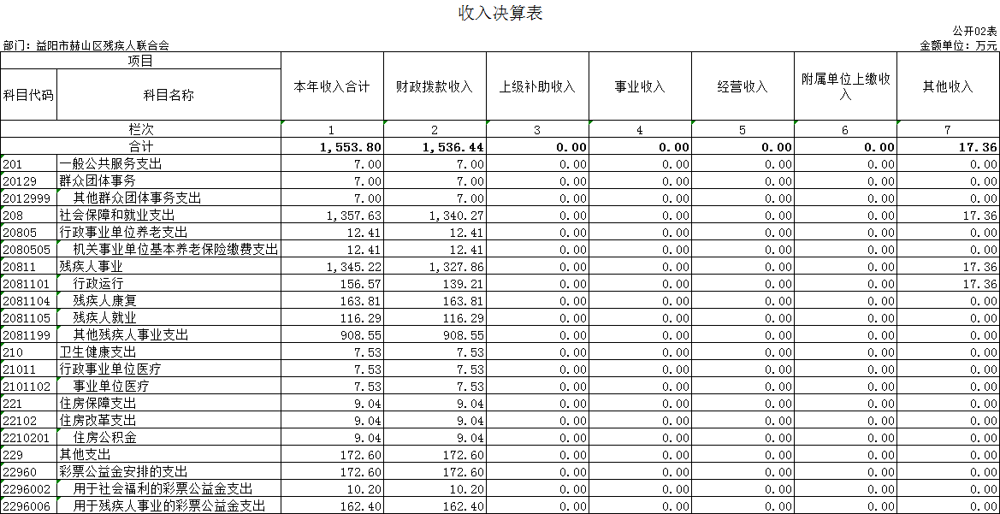 收入决算表
公开02表
部门：益阳市赫山区残疾人联合会 金额单位：万元
项目 本年收入合计 财政拨款收入 上级补助收入 事业收入 经营收入 附属单位上缴收入 其他收入
科目代码 科目名称
栏次 1 2 3 4 5 6 7
合计 1,553.80 1,536.44 0.00 0.00 0.00 0.00 17.36
201 一般公共服务支出 7.00 7.00 0.00 0.00 0.00 0.00 0.00
20129 群众团体事务 7.00 7.00 0.00 0.00 0.00 0.00 0.00
2012999 其他群众团体事务支出 7.00 7.00 0.00 0.00 0.00 0.00 0.00
208 社会保障和就业支出 1,357.63 1,340.27 0.00 0.00 0.00 0.00 17.36
20805 行政事业单位养老支出 12.41 12.41 0.00 0.00 0.00 0.00 0.00
2080505 机关事业单位基本养老保险缴费支出 12.41 12.41 0.00 0.00 0.00 0.00 0.00
20811 残疾人事业 1,345.22 1,327.86 0.00 0.00 0.00 0.00 17.36
2081101 行政运行 156.57 139.21 0.00 0.00 0.00 0.00 17.36
2081104 残疾人康复 163.81 163.81 0.00 0.00 0.00 0.00 0.00
2081105 残疾人就业 116.29 116.29 0.00 0.00 0.00 0.00 0.00
2081199 其他残疾人事业支出 908.55 908.55 0.00 0.00 0.00 0.00 0.00
210 卫生健康支出 7.53 7.53 0.00 0.00 0.00 0.00 0.00
21011 行政事业单位医疗 7.53 7.53 0.00 0.00 0.00 0.00 0.00
2101102 事业单位医疗 7.53 7.53 0.00 0.00 0.00 0.00 0.00
221 住房保障支出 9.04 9.04 0.00 0.00 0.00 0.00 0.00
22102 住房改革支出 9.04 9.04 0.00 0.00 0.00 0.00 0.00
2210201 住房公积金 9.04 9.04 0.00 0.00 0.00 0.00 0.00
229 其他支出 172.60 172.60 0.00 0.00 0.00 0.00 0.00
22960 彩票公益金安排的支出 172.60 172.60 0.00 0.00 0.00 0.00 0.00
2296002 用于社会福利的彩票公益金支出 10.20 10.20 0.00 0.00 0.00 0.00 0.00
2296006 用于残疾人事业的彩票公益金支出 162.40 162.40 0.00 0.00 0.00 0.00 0.00